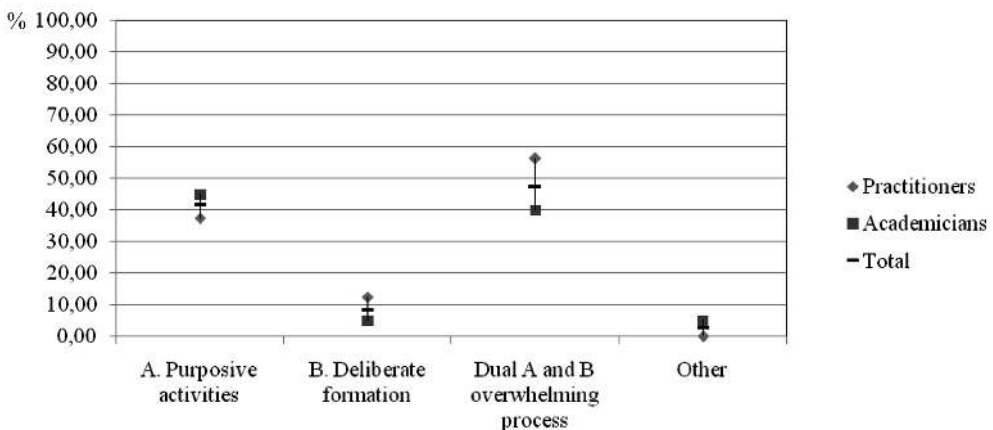 % 100,00
90,00
80,00
70,00
60,00
50,00
40,00
30,00
20,00
10,00
0,00
A. Purposive
activities
B. Deliberate
formation
Dual A and B
overwhelming
process
Other
Practitioners
Academicians
Total